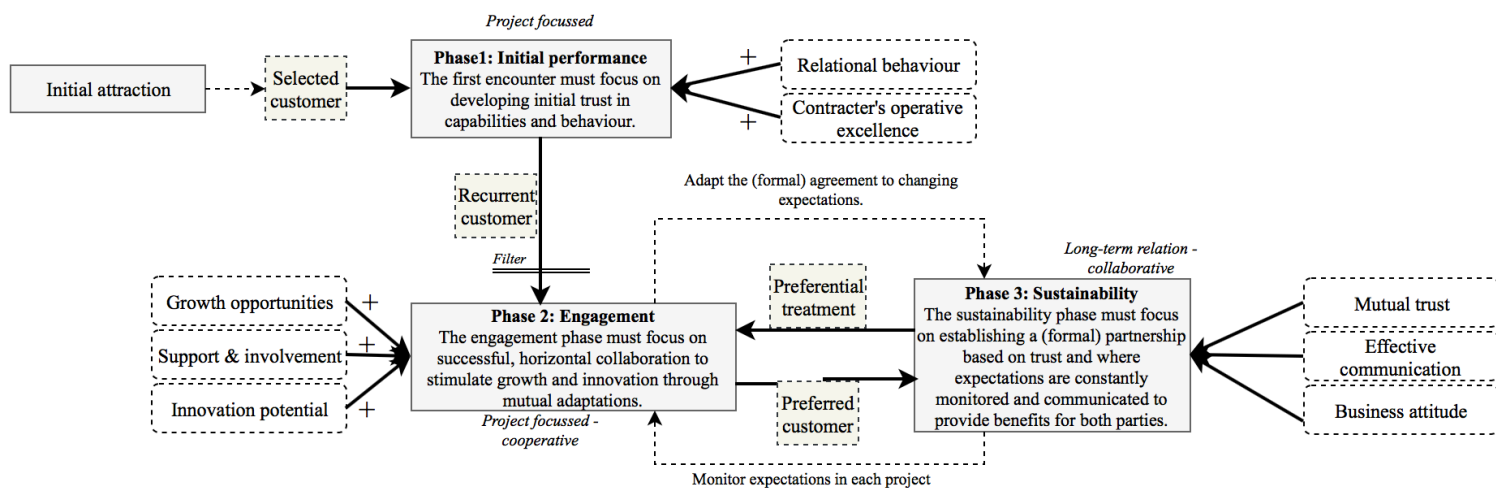 Project focussed
Phase1: Initial performance
The first encounter must focus on
developing initial trust in
capabilities and behaviour.
Initial attraction
Selected
customer
+
Relational behaviour
+
Contracter's operative
excellence
Recurrent
customer
Filter
Adapt the (formal) agreement to changing
expectations.
Growth opportunities
+
Support & involvement
+
Innovation potential
+
Phase 2: Engagement
The engagement phase must focus on
successful, horizontal collaboration to
stimulate growth and innovation through
mutual adaptations.
Project focussed -
cooperative
Preferential
treatment
Preferred
customer
Long-term relation -
collaborative
Phase 3: Sustainability
The sustainability phase must focus
on establishing a (formal) partnership
based on trust and where
expectations are constantly
monitored and communicated to
provide benefits for both parties.
Mutual trust
Effective
communication
Business attitude
Monitor expectations in each project